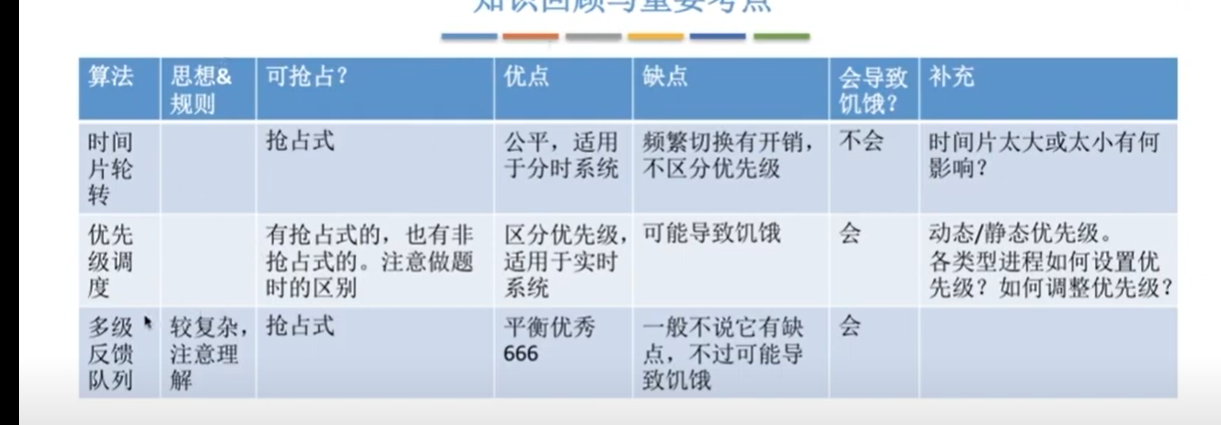 知识回顾与重要考点
算法
思想&
规则
可抢占?
优点
缺点
会导致
饥饿?
补充
时间
片轮
转
抢占式
公平，适用
于分时系统
频繁切换有开销，
不区分优先级
不会
时间片太大或太小有何
影响?
优先
级调
度
有抢占式的，也有非
抢占式的。注意做题
时的区别
区分优先级，
适用于实时
系统
可能导致饥饿
会
动态/静态优先级。
各类型进程如何设置优
先级?如何调整优先级?
多级
反馈
队列
较复杂，
注意理
解
抢占式
平衡优秀
666
一般不说它有缺
点，不过可能导
致饥饿
会